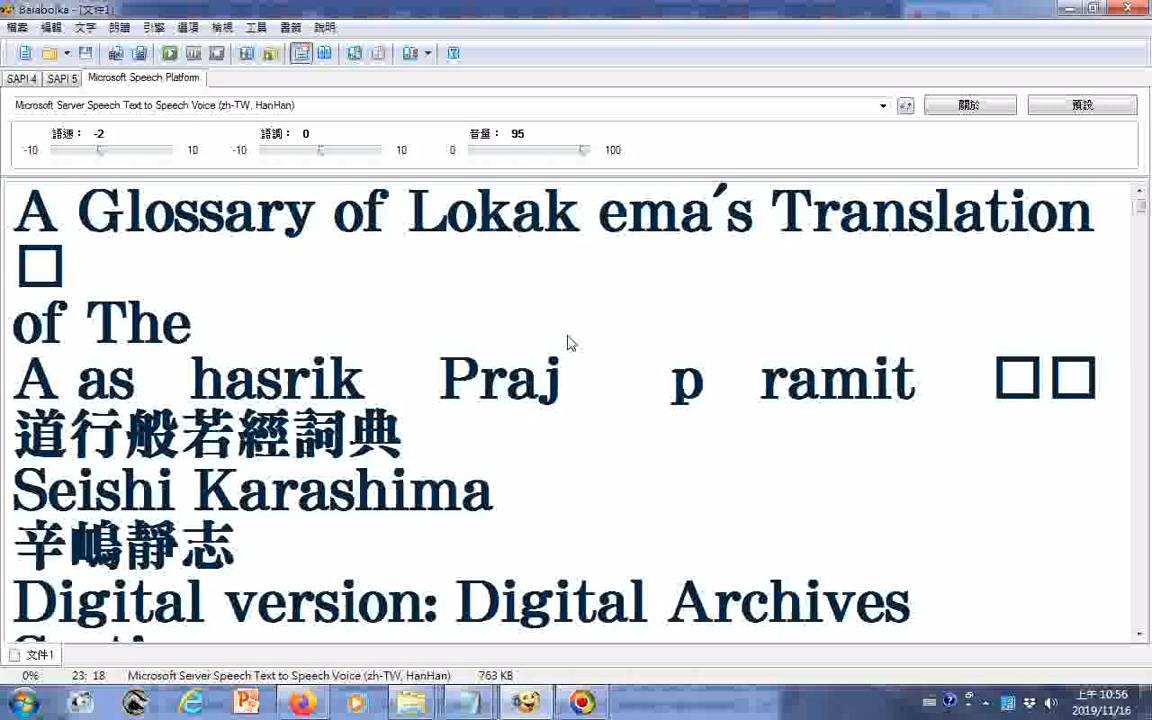 Balabolka - [文件1]
檔案 編輯 文字 朗讀 引擎 選項 檢視 工具 書籤 說明
SAPI 4 SAPI 5 Microsoft Speech Platform
Microsoft Server Speech Text to Speech Voice (zh-TW, HanHan) 關於 預設
語速： -2 語調： 0 音量： 95
-10 10 -10 10 0 100
A Glossary of Lokak ema´s Translation
□
of The
A as hasrik Praj p ramit □□
道行般若經詞典
Seishi Karashima
辛嶋靜志
Digital version: Digital Archives
文件1
0% 23: 18 Microsoft Server Speech Text to Speech Voice (zh-TW, HanHan) 763 KB
上午 10:56
2019/11/16